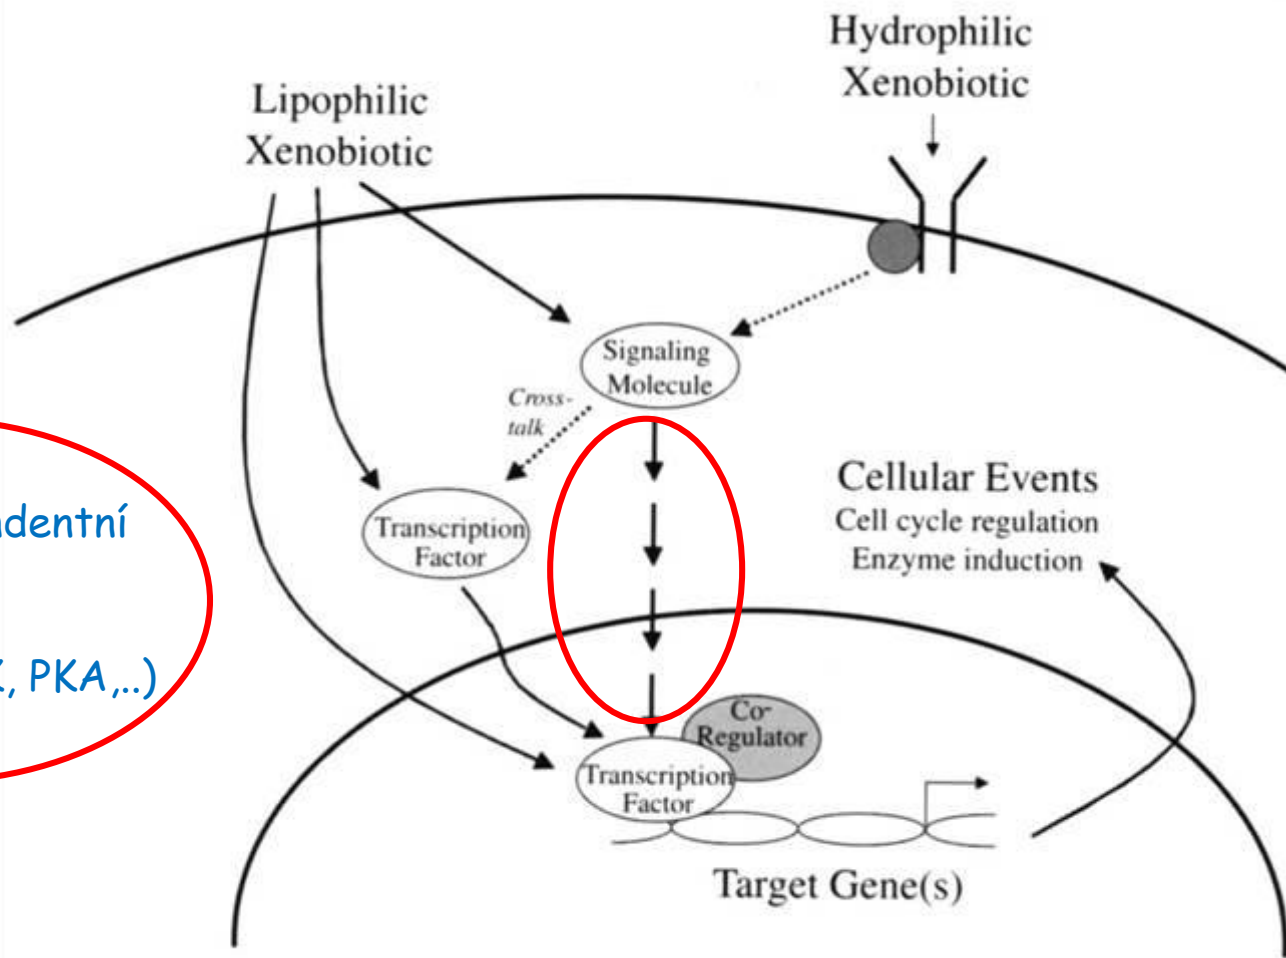 Hydrophilic
Xenobiotic
Lipophilic
Xenobiotic
Signaling
Molecule
Cross-
talk
Cellular Events
Cell cycle regulation
Enzyme induction
Transcription
Factor
PKA,..)
Co-
Regulator
Transcription
Factor
Target Gene(s)